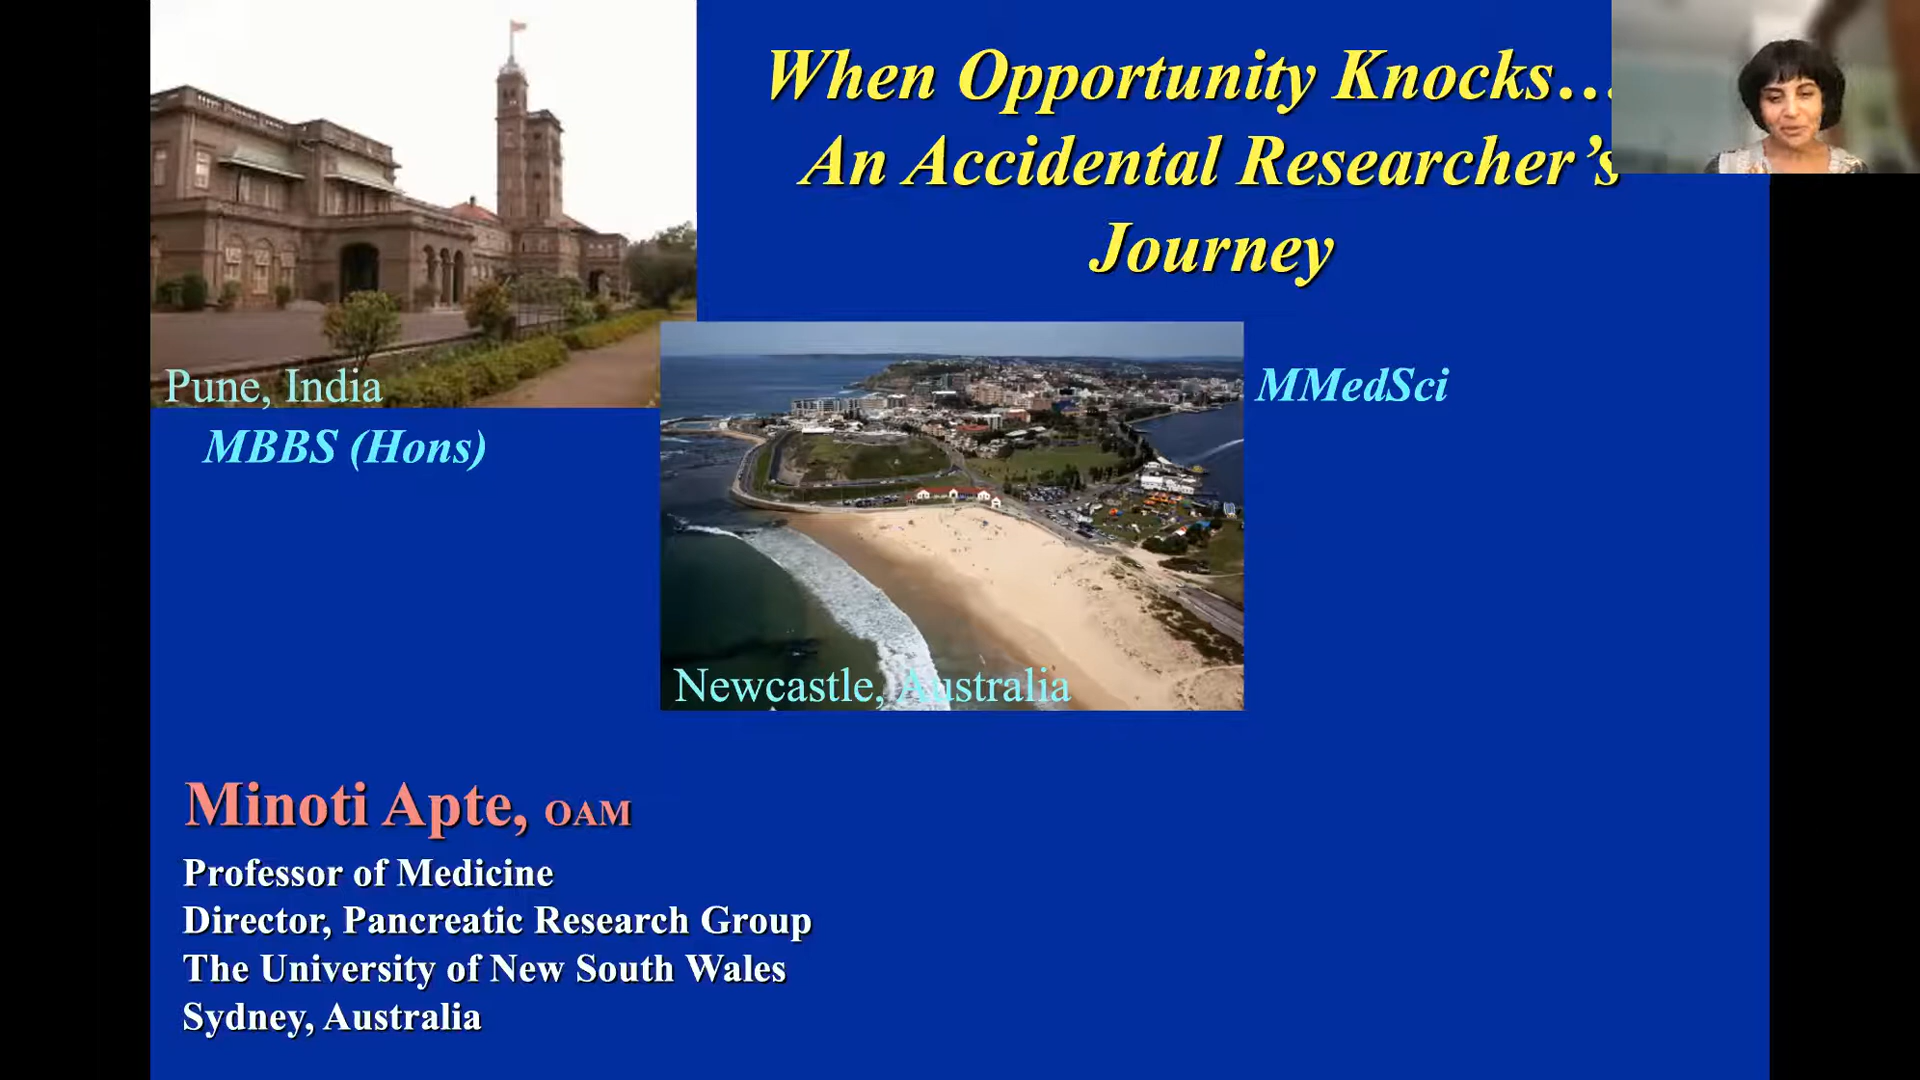 When Opportunity Knocks…
An Accidental Researcher’s
Journey
Pune, India
MBBS (Hons)
MMedSci
Newcastle, Australia
Minoti Apte, OAM
Professor of Medicine
Director, Pancreatic Research Group
The University of New South Wales
Sydney, Australia